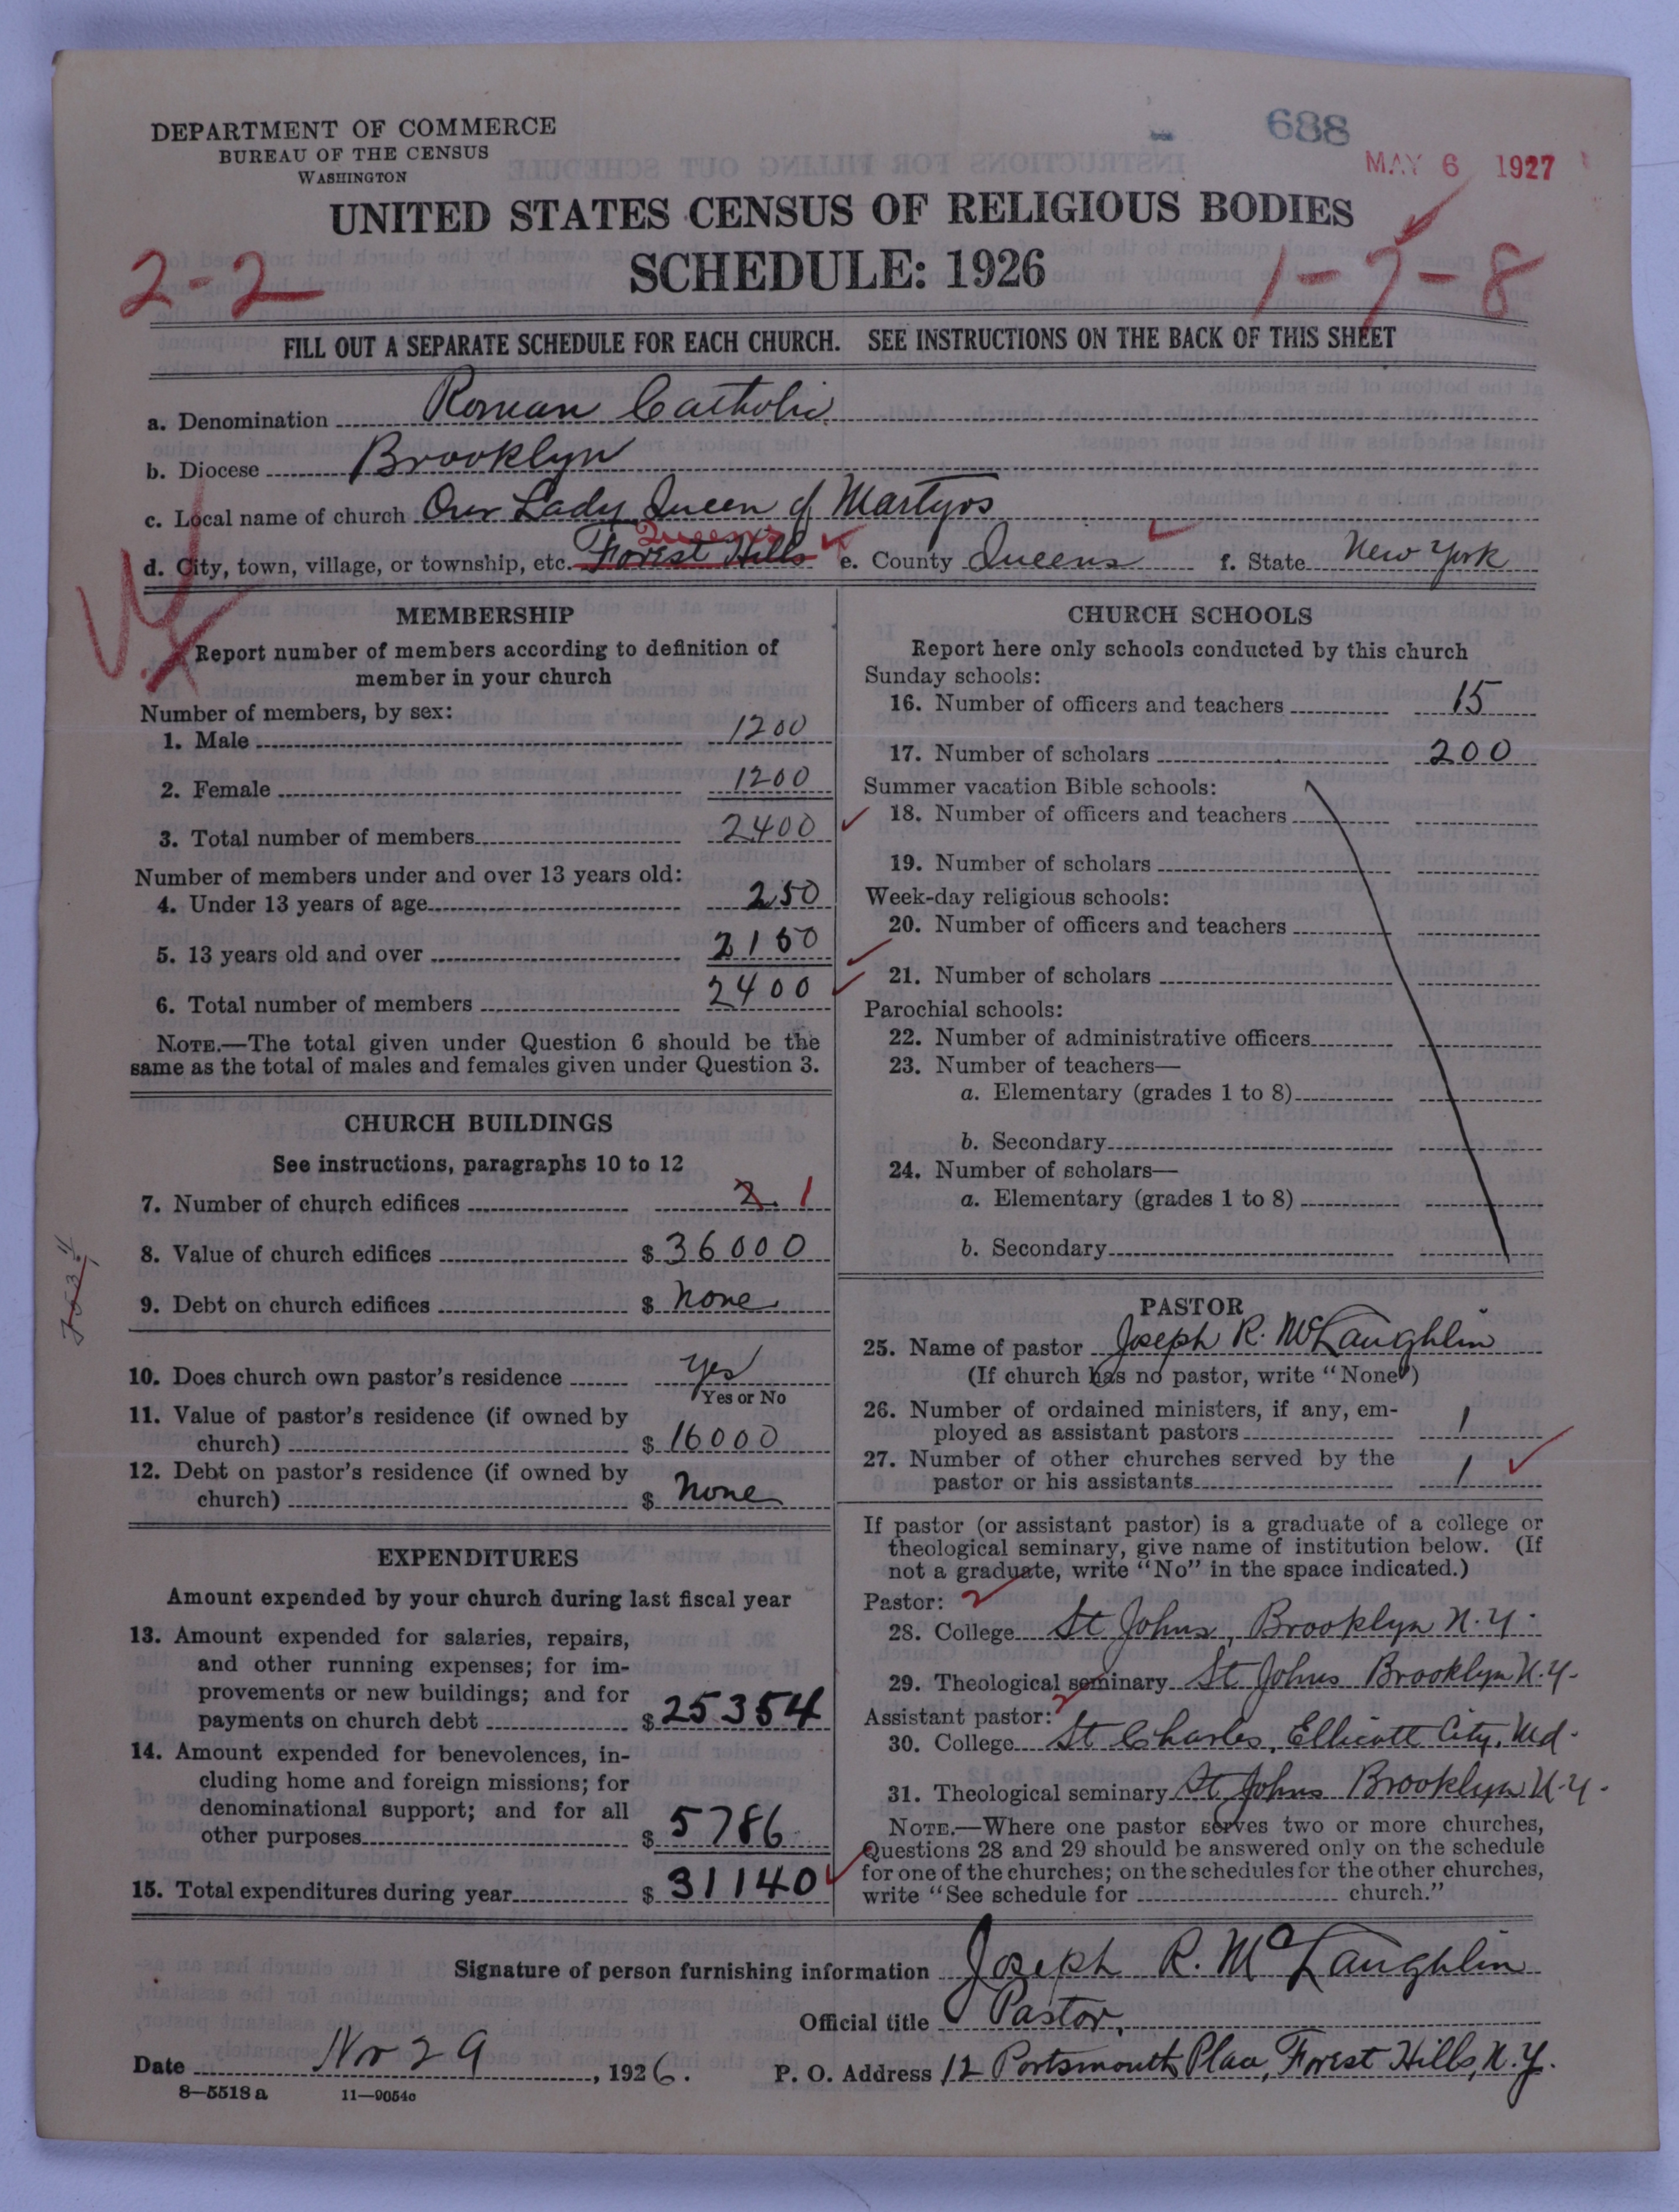 DEPARTMENT OF COMMERCE
BUREAU OF THE CENSUS
WASHINGTON
688
MAY 6 1927
UNITED STATES CENSUS OF RELIGIOUS BODIES
2-2
SCHEDULE: 1926
1-7-8
FILL OUT A SEPARATE SCHEDULE FOR EACH CHURCH. SEE INSTRUCTIONS ON THE BACK OF THIS SHEET
a. Denomination Roman Catholic
b. Diocese Brooklyn
c. Local name of church Our Lady Queen of Martyrs
Queens
d. City, town, village, or township, etc. Forest Hills e. County Queens f. State New York
MEMBERSHIP
Report number of members according to definition of
member in your church
Number of members, by sex:
1. Male 1200
2. Female 1200
3. Total number of members 2400
Number of members under and over 13 years old:
4. Under 13 years of age 250
5. 13 years old and over 2150
6. Total number of members 2400
NOTE.—The total given under Question 6 should be the
same as the total of males and females given under Question 3.
CHURCH BUILDINGS
See instructions, paragraphs 10 to 12
7. Number of church edifices 2 1
8. Value of church edifices $ 36000
9. Debt on church edifices $ None
10. Does church own pastor's residence yes
Yes or No
11. Value of pastor's residence (if owned by
church) $ 16000
12. Debt on pastor's residence (if owned by
church) $ None
EXPENDITURES
Amount expended by your church during last fiscal year
13. Amount expended for salaries, repairs,
and other running expenses; for im-
provements or new buildings; and for
payments on church debt $ 25354
14. Amount expended for benevolences, in-
cluding home and foreign missions; for
denominational support; and for all
other purposes $ 5786
15. Total expenditures during year $ 31140
CHURCH SCHOOLS
Report here only schools conducted by this church
Sunday schools:
16. Number of officers and teachers 15
17. Number of scholars 200
Summer vacation Bible schools:
18. Number of officers and teachers
19. Number of scholars
Week-day religious schools:
20. Number of officers and teachers
21. Number of scholars
Parochial schools:
22. Number of administrative officers
23. Number of teachers—
a. Elementary (grades 1 to 8)
b. Secondary
24. Number of scholars—
a. Elementary (grades 1 to 8)
b. Secondary
PASTOR
25. Name of pastor Joseph R. McLaughlin
(If church has no pastor, write "None")
26. Number of ordained ministers, if any, em-
ployed as assistant pastors 1
27. Number of other churches served by the
pastor or his assistants 1
If pastor (or assistant pastor) is a graduate of a college or
theological seminary, give name of institution below. (If
not a graduate, write "No" in the space indicated.)
Pastor: 2
28. College St Johns, Brooklyn N.Y.
29. Theological seminary St Johns Brooklyn N.Y.
Assistant pastor: 2
30. College St Charles, Ellicott City, Md.
31. Theological seminary St Johns Brooklyn N.Y.
NOTE.—Where one pastor serves two or more churches,
Questions 28 and 29 should be answered only on the schedule
for one of the churches; on the schedules for the other churches,
write "See schedule for church."
Signature of person furnishing information Joseph R. McLaughlin
Official title Pastor,
Date Nov 29, 1926. P. O. Address 12 Portsmouth Place, Forest Hills, N.Y.
8—5518 a 11—9054c